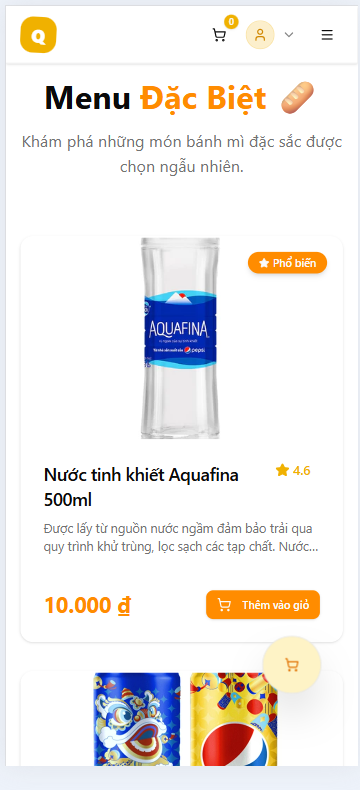 Q
0
Menu Đặc Biệt 🥖
Khám phá những món bánh mì đặc sắc được
chọn ngẫu nhiên.
Phổ biến
AQUAFINA
pepsi
Nước tinh khiết Aquafina
500ml
4.6
Được lấy từ nguồn nước ngầm đảm bảo trải qua
quy trình khử trùng, lọc sạch các tạp chất. Nước...
10.000 ₫
Thêm vào giỏ